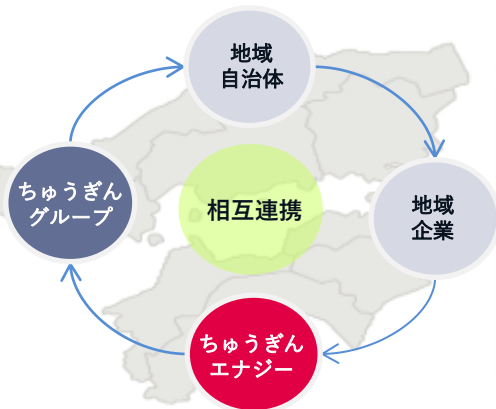 地域
自治体
ちゅうぎん
グループ
相互連携
地域
企業
ちゅうぎん
エナジー